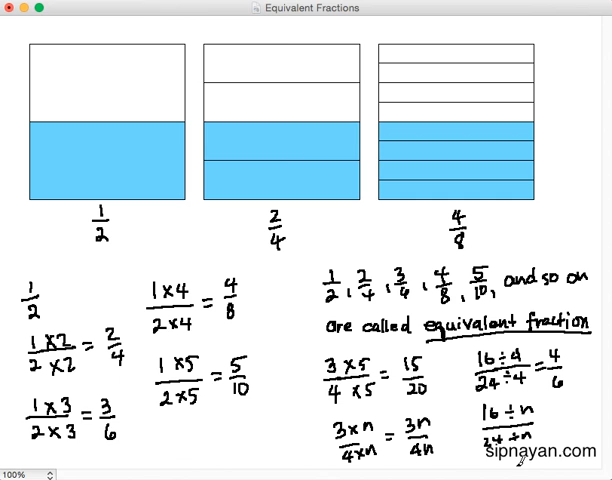 Equivalent Fractions
1/2
2/4
4/8
1/2
1 x 2 / 2 x 2 = 2/4
1 x 3 / 2 x 3 = 3/6
1 x 4 / 2 x 4 = 4/8
1 x 5 / 2 x 5 = 5/10
1/2, 2/4, 3/6, 4/8, 5/10, and so on
are called equivalent fraction
3 x 5 / 4 x 5 = 15/20
16 ÷ 4 / 24 ÷ 4 = 4/6
3 x n / 4 x n = 3n/4n
16 ÷ n / 24 ÷ n
sipnayan.com
100%